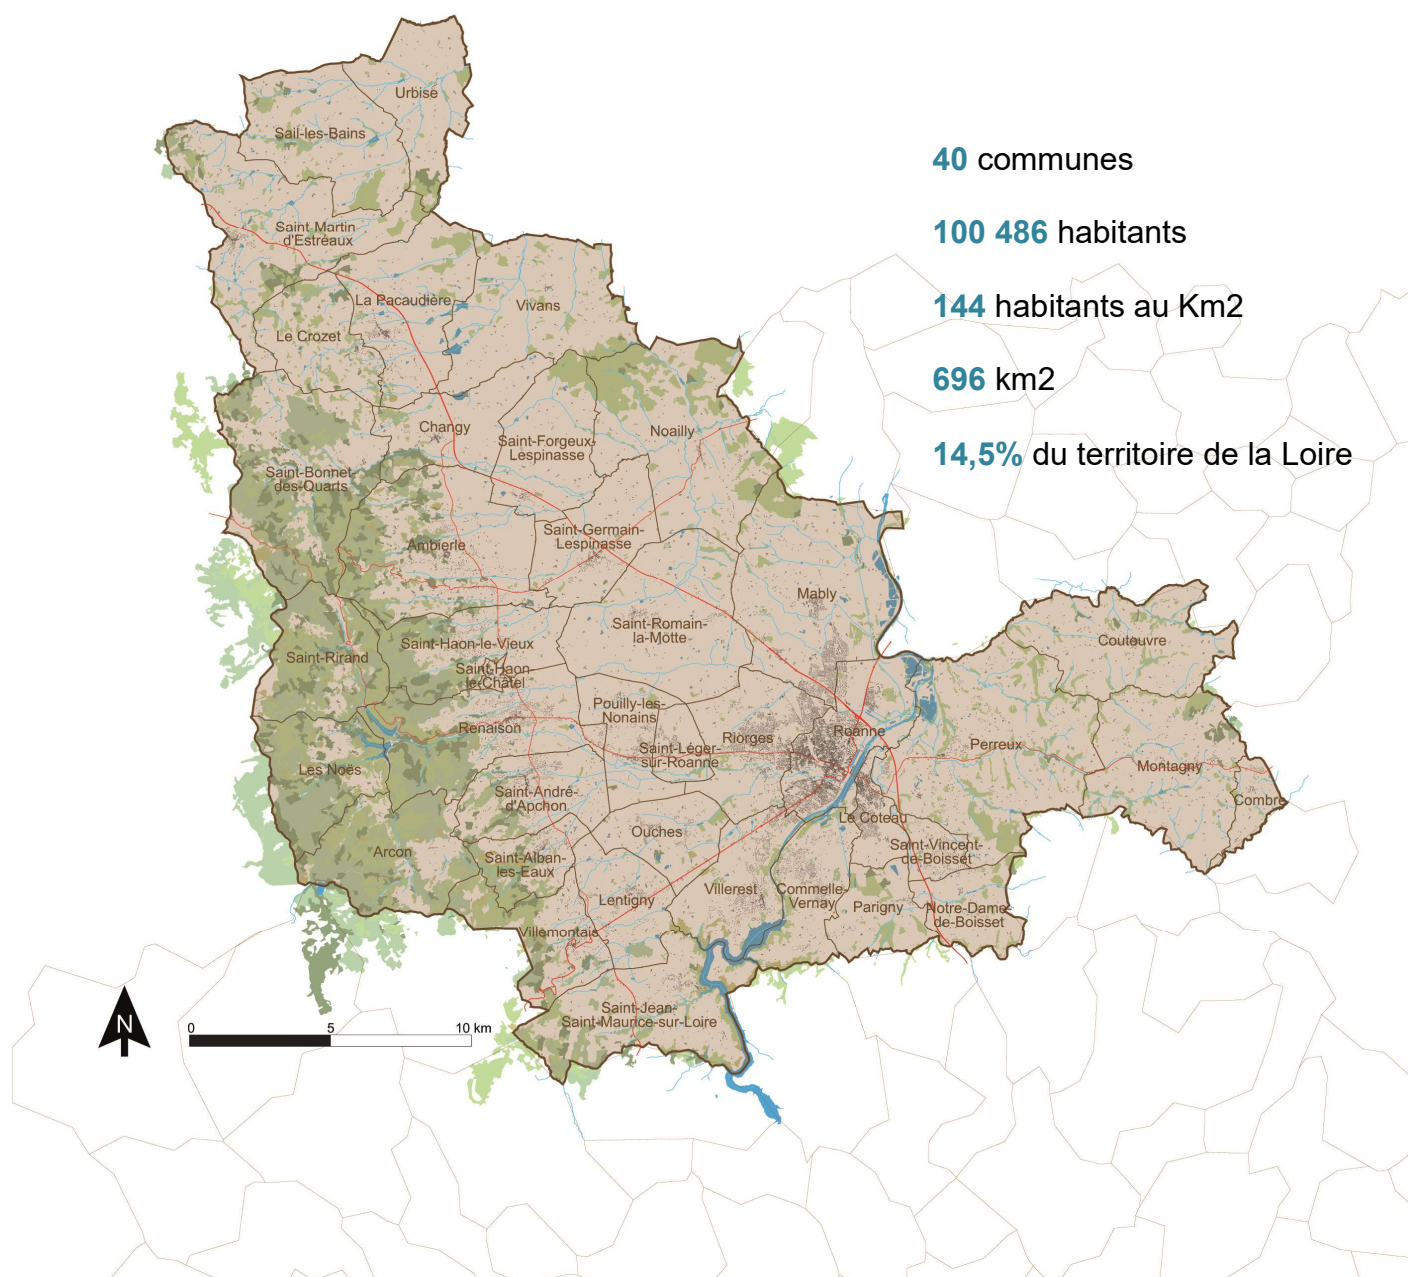 40 communes
100 486 habitants
144 habitants au Km2
696 km2
14,5% du territoire de la Loire
Urbise
Sail-les-Bains
Saint Martin
d'Estréaux
La Pacaudière
Vivans
Le Crozet
Changy
Saint-Forgeux-
Lespinasse
Noailly
Saint-Bonnet-
des-Quarts
Ambierle
Saint-Germain-
Lespinasse
Mably
Saint-Romain-
la-Motte
Coutouvre
Saint-Haon-le-Vieux
Saint-Rirand
Saint-Haon-
le-Châtel
Pouilly-les-
Nonains
Renaison
Riorges
Roanne
Saint-Léger-
sur-Roanne
Perreux
Montagny
Les Noës
Saint-André-
d'Apchon
Combre
Le Coteau
Ouches
Saint-Vincent-
de-Boisset
Arcon
Saint-Alban-
les-Eaux
Villerest
Commelle-
Vernay
Lentigny
Parigny
Notre-Dame-
de-Boisset
Villemontais
Saint-Jean-
Saint-Maurice-sur-Loire
N
0 5 10 km